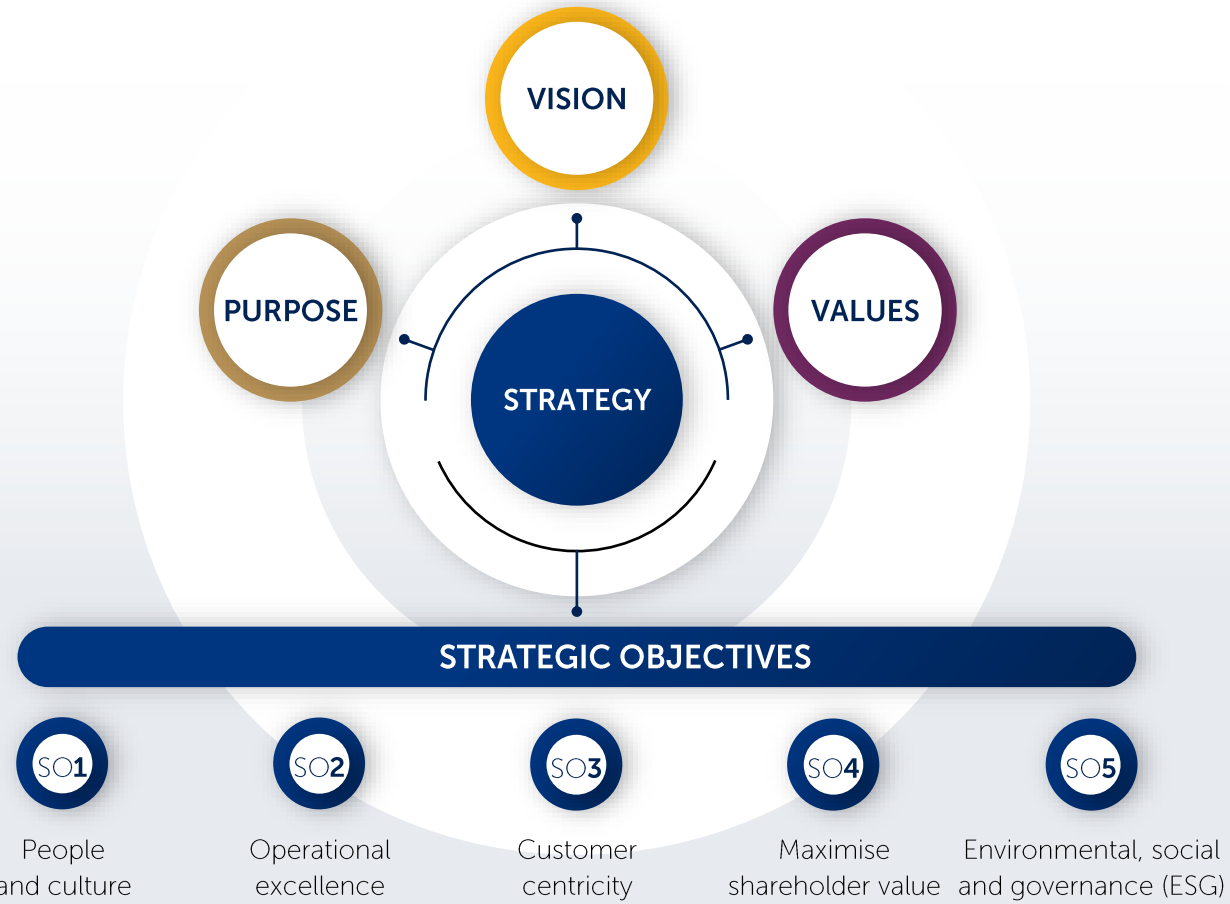 VISION
PURPOSE
VALUES
STRATEGY
STRATEGIC OBJECTIVES
SO1
SO2
SO3
SO4
SO5
People
and culture
Operational
excellence
Customer
centricity
Maximise
shareholder value
Environmental, social
and governance (ESG)